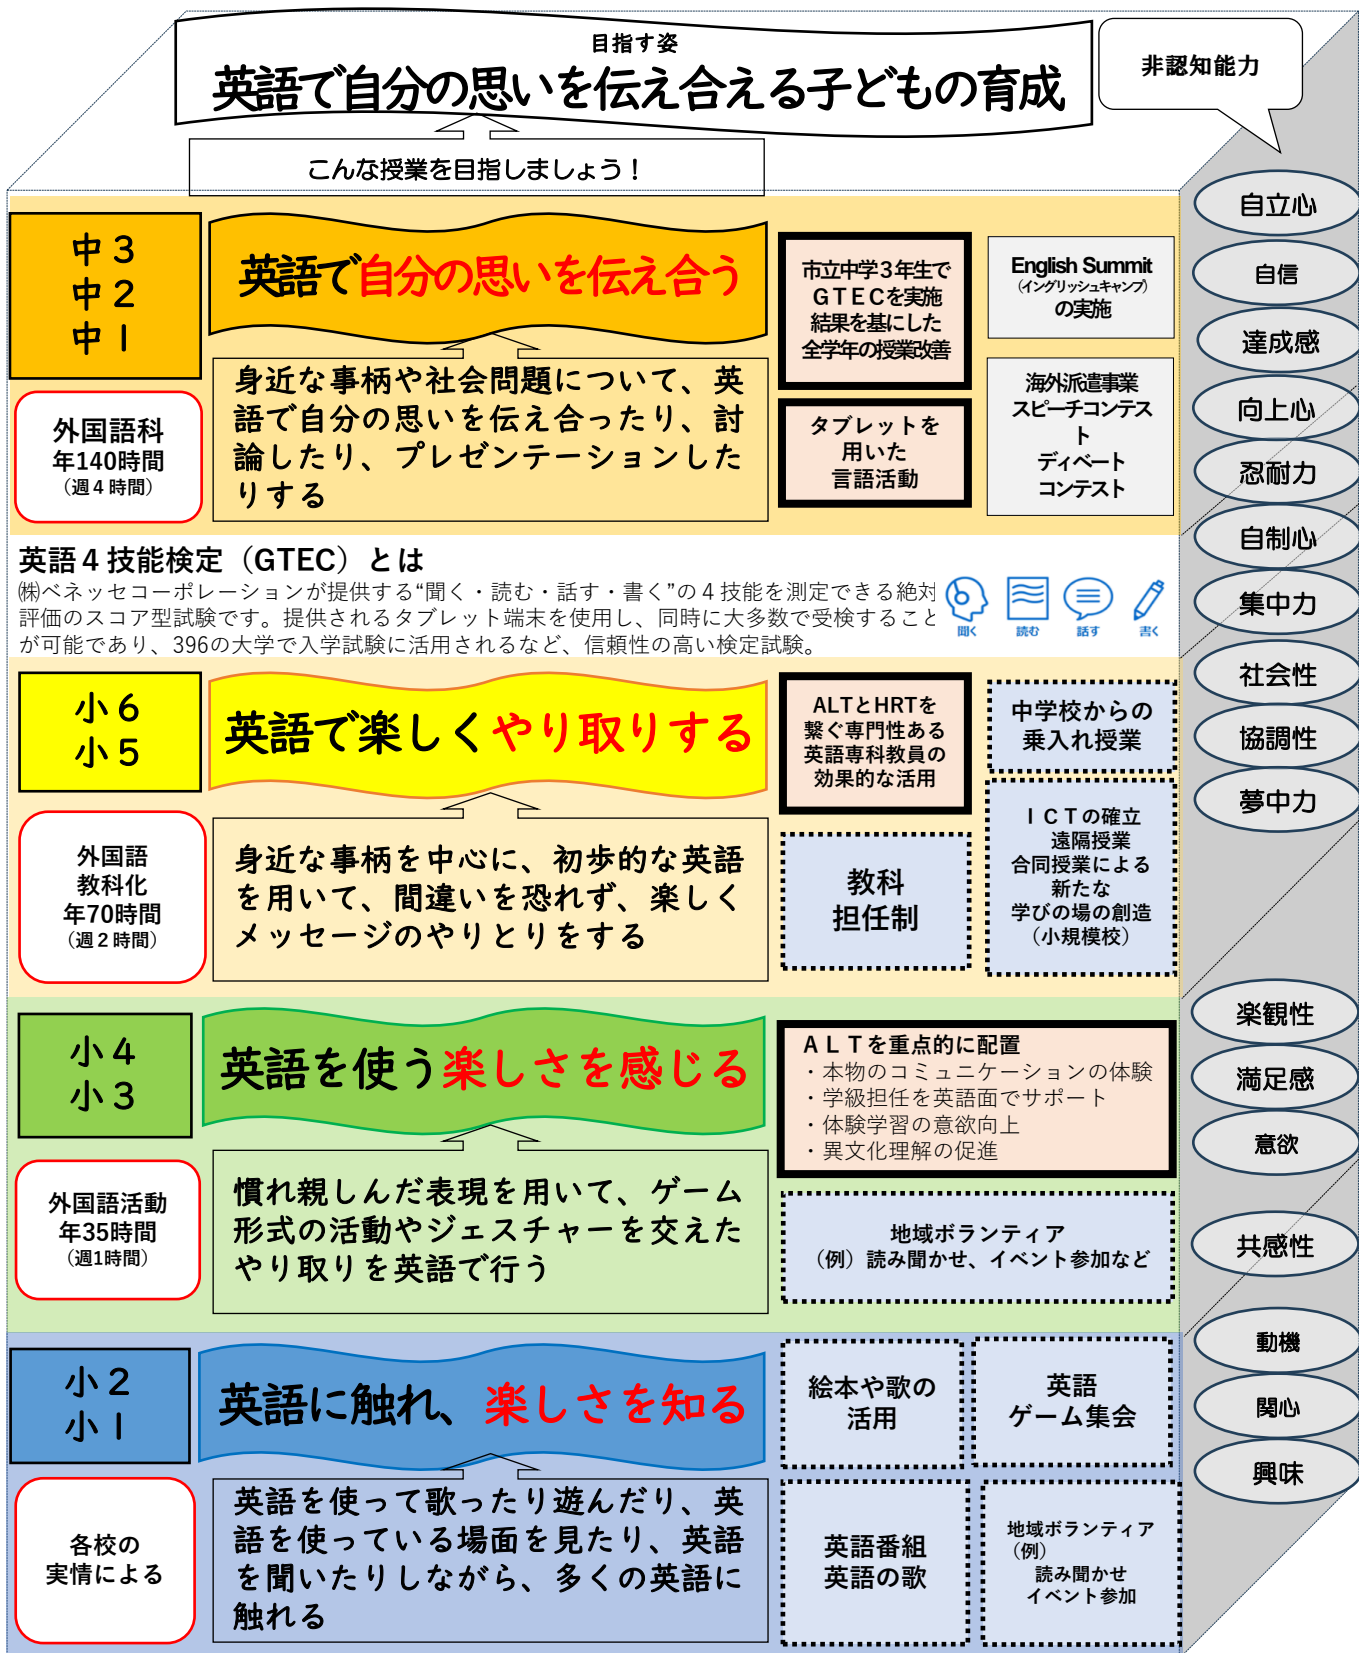 目指す姿
英語で自分の思いを伝え合える子どもの育成
非認知能力
こんな授業を目指しましょう！
中３
中２
中１
英語で自分の思いを伝え合う
市立中学３年生で
ＧＴＥＣを実施
結果を基にした
全学年の授業改善
English Summit
（イングリッシュキャンプ）
の実施
外国語科
年140時間
（週４時間）
身近な事柄や社会問題について、英
語で自分の思いを伝え合ったり、討
論したり、プレゼンテーションした
りする
タブレットを
用いた
言語活動
海外派遣事業
スピーチコンテス
ト
ディベート
コンテスト
英語４技能検定（GTEC）とは
㈱ベネッセコーポレーションが提供する“聞く・読む・話す・書く”の４技能を測定できる絶対
評価のスコア型試験です。提供されるタブレット端末を使用し、同時に大多数で受検すること
が可能であり、396の大学で入学試験に活用されるなど、信頼性の高い検定試験。
聞く
読む
話す
書く
小６
小５
英語で楽しくやり取りする
ALTとHRTを
繋ぐ専門性ある
英語専科教員の
効果的な活用
中学校からの
乗入れ授業
外国語
教科化
年70時間
（週２時間）
身近な事柄を中心に、初歩的な英語
を用いて、間違いを恐れず、楽しく
メッセージのやりとりをする
教科
担任制
ＩＣＴの確立
遠隔授業
合同授業による
新たな
学びの場の創造
（小規模校）
小４
小３
英語を使う楽しさを感じる
ＡＬＴを重点的に配置
・本物のコミュニケーションの体験
・学級担任を英語面でサポート
・体験学習の意欲向上
・異文化理解の促進
外国語活動
年35時間
（週1時間）
慣れ親しんだ表現を用いて、ゲーム
形式の活動やジェスチャーを交えた
やり取りを英語で行う
地域ボランティア
（例）読み聞かせ、イベント参加など
小２
小１
英語に触れ、楽しさを知る
絵本や歌の
活用
英語
ゲーム集会
各校の
実情による
英語を使って歌ったり遊んだり、英
語を使っている場面を見たり、英語
を聞いたりしながら、多くの英語に
触れる
英語番組
英語の歌
地域ボランティア
（例）
読み聞かせ
イベント参加
自立心
自信
達成感
向上心
忍耐力
自制心
集中力
社会性
協調性
夢中力
楽観性
満足感
意欲
共感性
動機
関心
興味